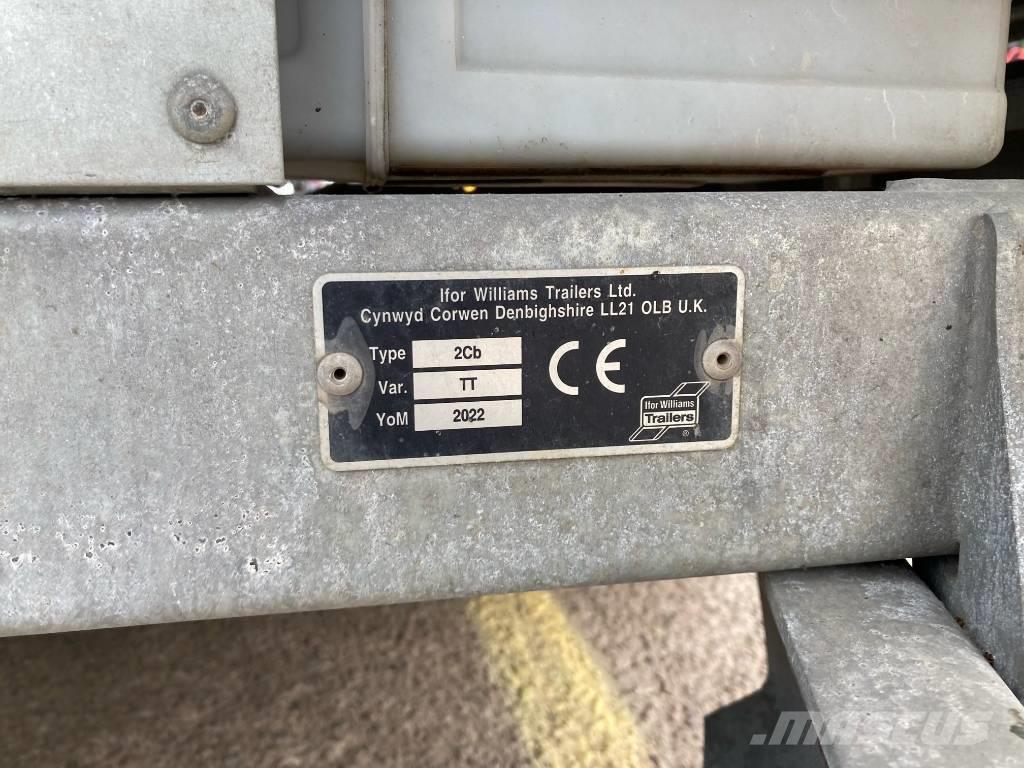 Ifor Williams Trailers Ltd.
Cynwyd Corwen Denbighshire LL21 OLB U.K.
Type 2Cb
Var. TT
YoM 2022
CE
Ifor Williams
Trailers
®
MASCUS